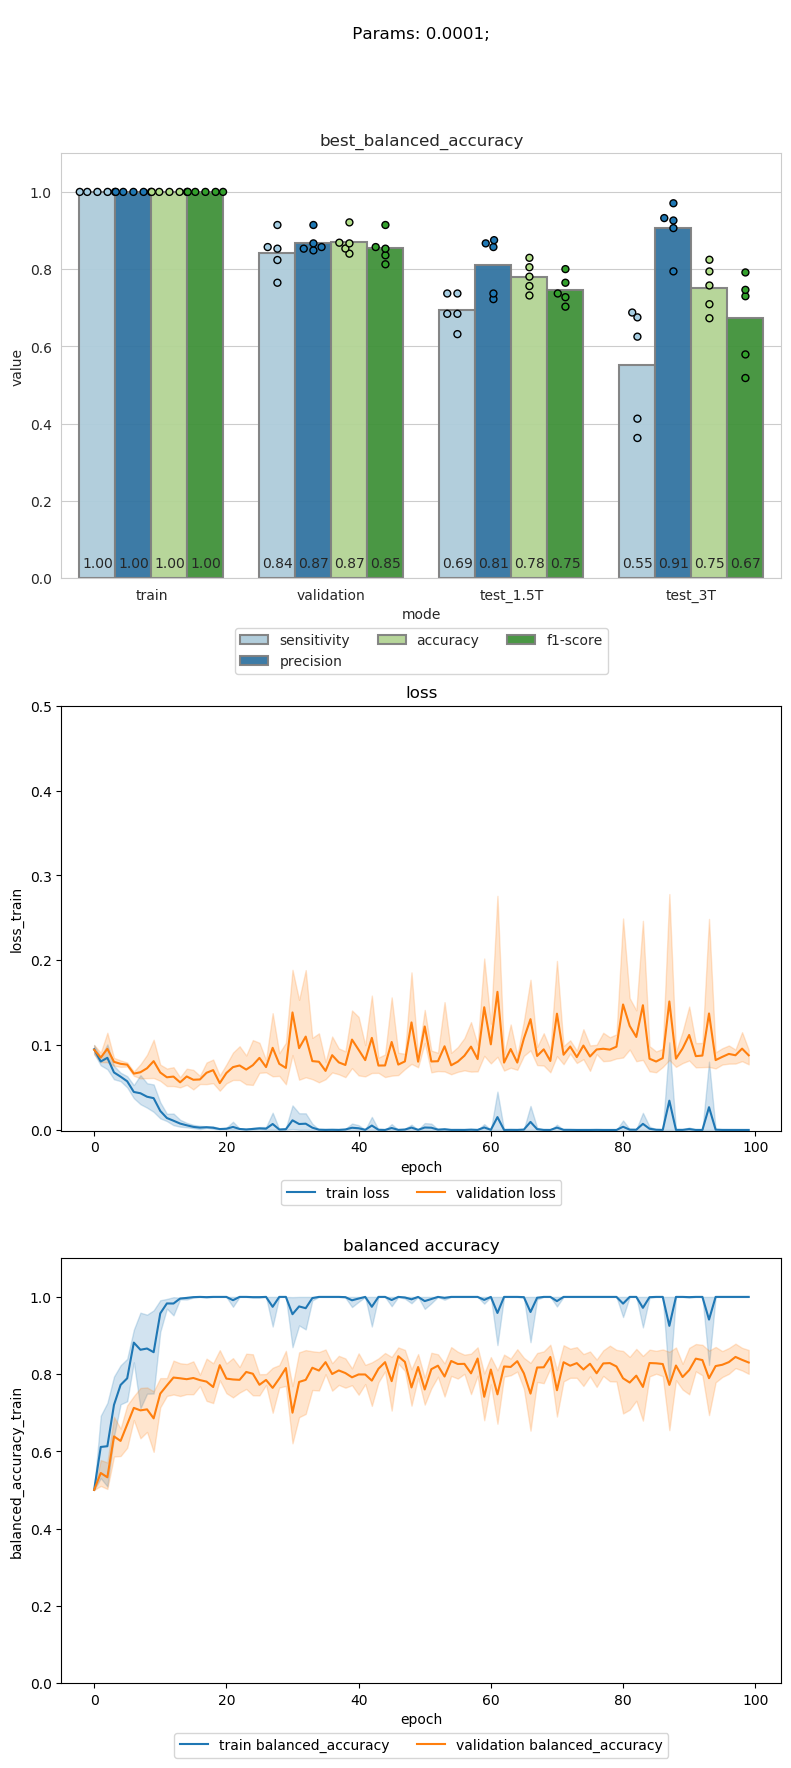 Params: 0.0001;
best_balanced_accuracy
1.0
0.8
0.6
0.4
0.2
0.0
value
1.00 1.00 1.00 1.00 0.84 0.87 0.87 0.85 0.69 0.81 0.78 0.75 0.55 0.91 0.75 0.67
train validation test_1.5T test_3T
mode
sensitivity accuracy f1-score
precision
loss
0.5
0.4
0.3
0.2
0.1
0.0
loss_train
0 20 40 60 80 100
epoch
train loss validation loss
balanced accuracy
1.0
0.8
0.6
0.4
0.2
0.0
balanced_accuracy_train
0 20 40 60 80 100
epoch
train balanced_accuracy validation balanced_accuracy